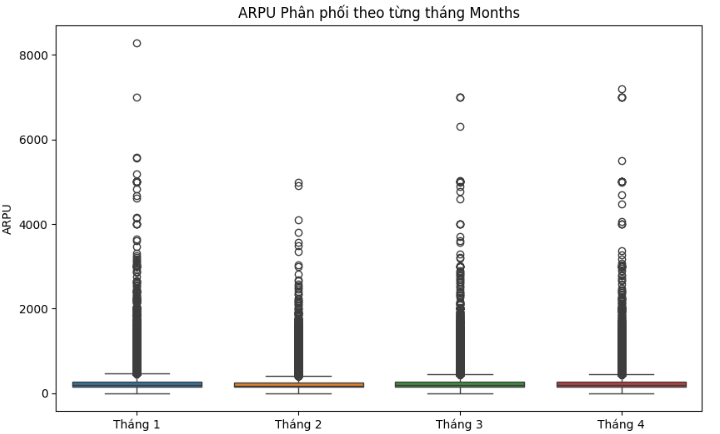 ARPU Phân phối theo từng tháng Months
8000
6000
4000
2000
0
ARPU
Tháng 1 Tháng 2 Tháng 3 Tháng 4